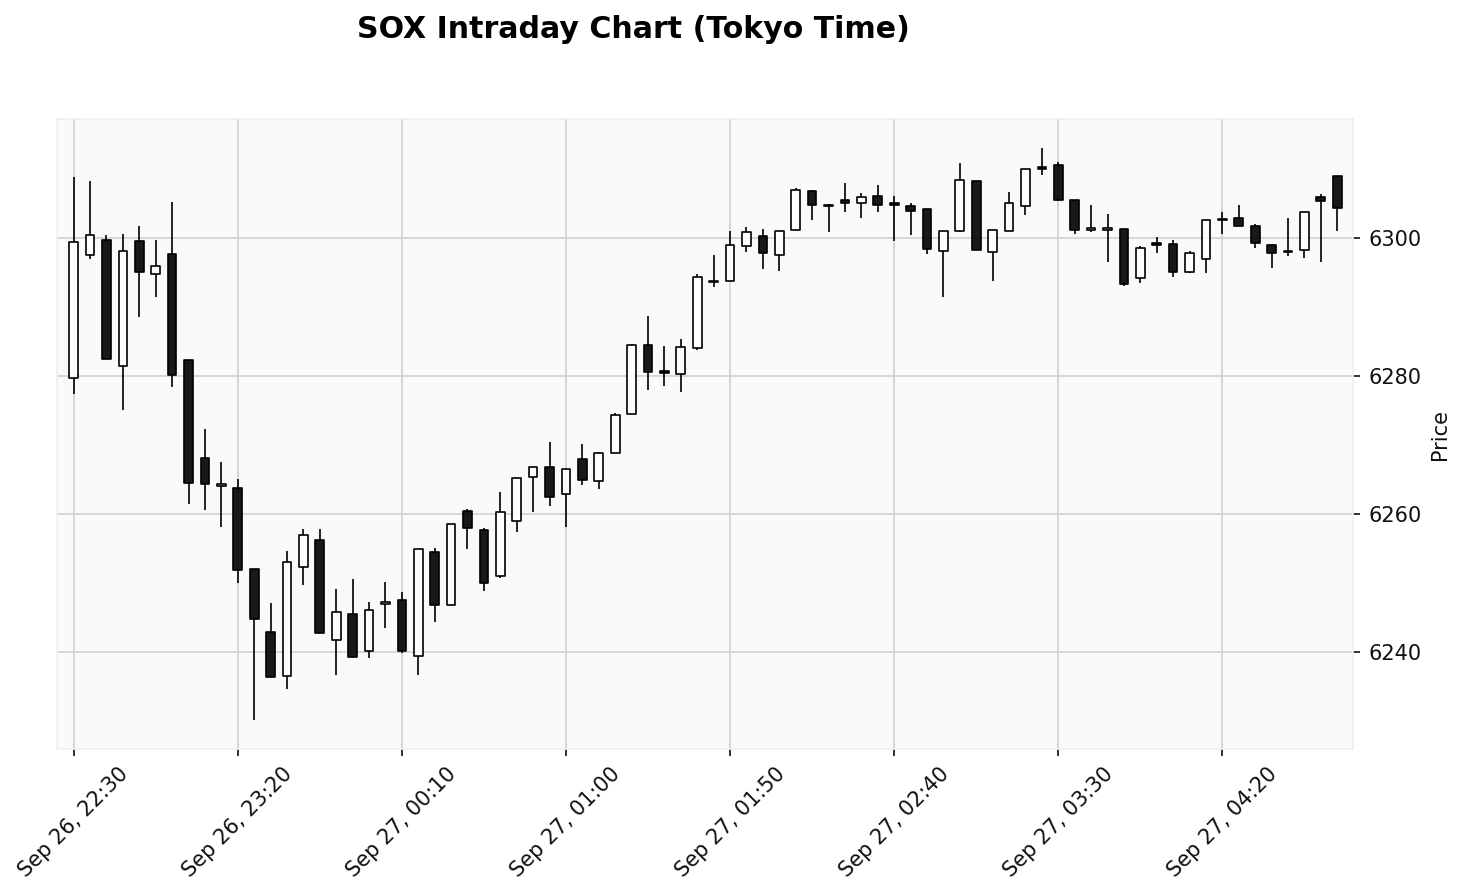 SOX Intraday Chart (Tokyo Time)
6300
6280
6260
6240
Price
Sep 26, 22:30
Sep 26, 23:20
Sep 27, 00:10
Sep 27, 01:00
Sep 27, 01:50
Sep 27, 02:40
Sep 27, 03:30
Sep 27, 04:20